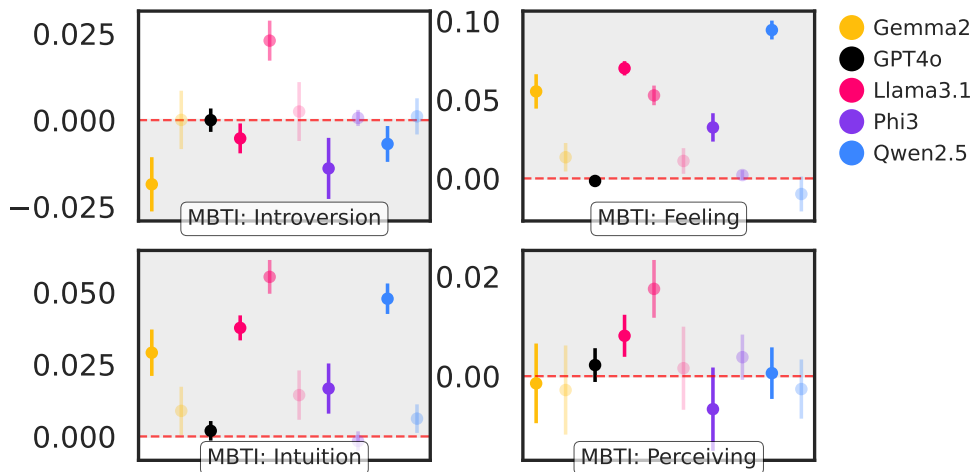 0.025
0.000
−0.025
MBTI: Introversion
0.10
0.05
0.00
MBTI: Feeling
Gemma2
GPT4o
Llama3.1
Phi3
Qwen2.5
0.050
0.025
0.000
MBTI: Intuition
0.02
0.00
MBTI: Perceiving